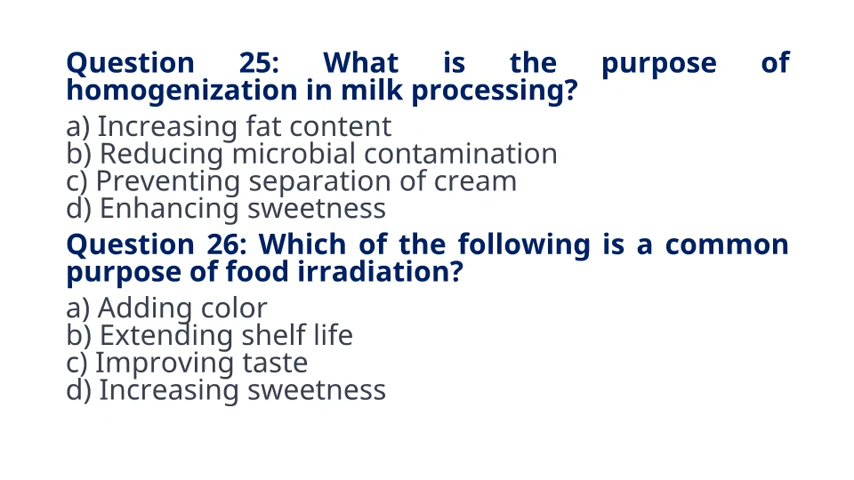 Question 25: What is the purpose of
homogenization in milk processing?
a) Increasing fat content
b) Reducing microbial contamination
c) Preventing separation of cream
d) Enhancing sweetness
Question 26: Which of the following is a common
purpose of food irradiation?
a) Adding color
b) Extending shelf life
c) Improving taste
d) Increasing sweetness